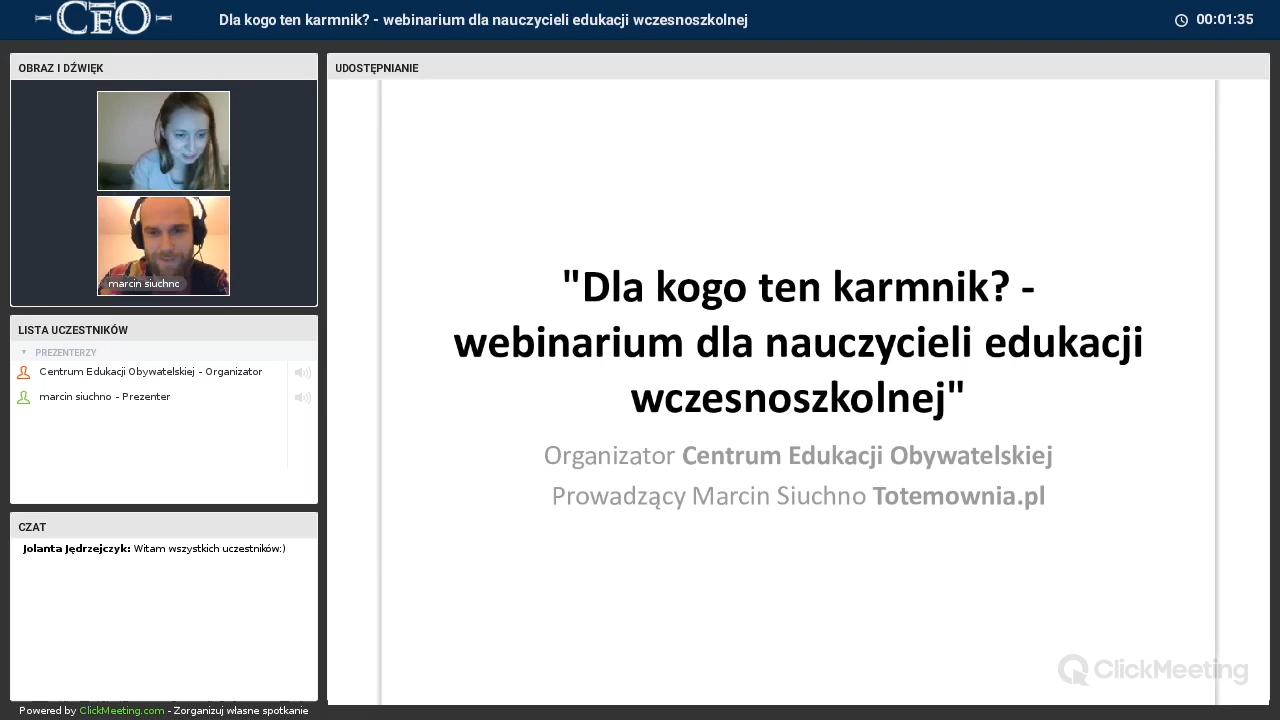 CEO
Dla kogo ten karmnik? - webinarium dla nauczycieli edukacji wczesnoszkolnej
00:01:35
OBRAZ I DŹWIĘK
marcin siuchno
LISTA UCZESTNIKÓW
PREZENTERZY
Centrum Edukacji Obywatelskiej - Organizator
marcin siuchno - Prezenter
CZAT
Jolanta Jędrzejczyk: Witam wszystkich uczestników:)
Powered by ClickMeeting.com - Zorganizuj własne spotkanie
UDOSTĘPNIANIE
"Dla kogo ten karmnik? -
webinarium dla nauczycieli edukacji
wczesnoszkolnej"
Organizator Centrum Edukacji Obywatelskiej
Prowadzący Marcin Siuchno Totemownia.pl
ClickMeeting